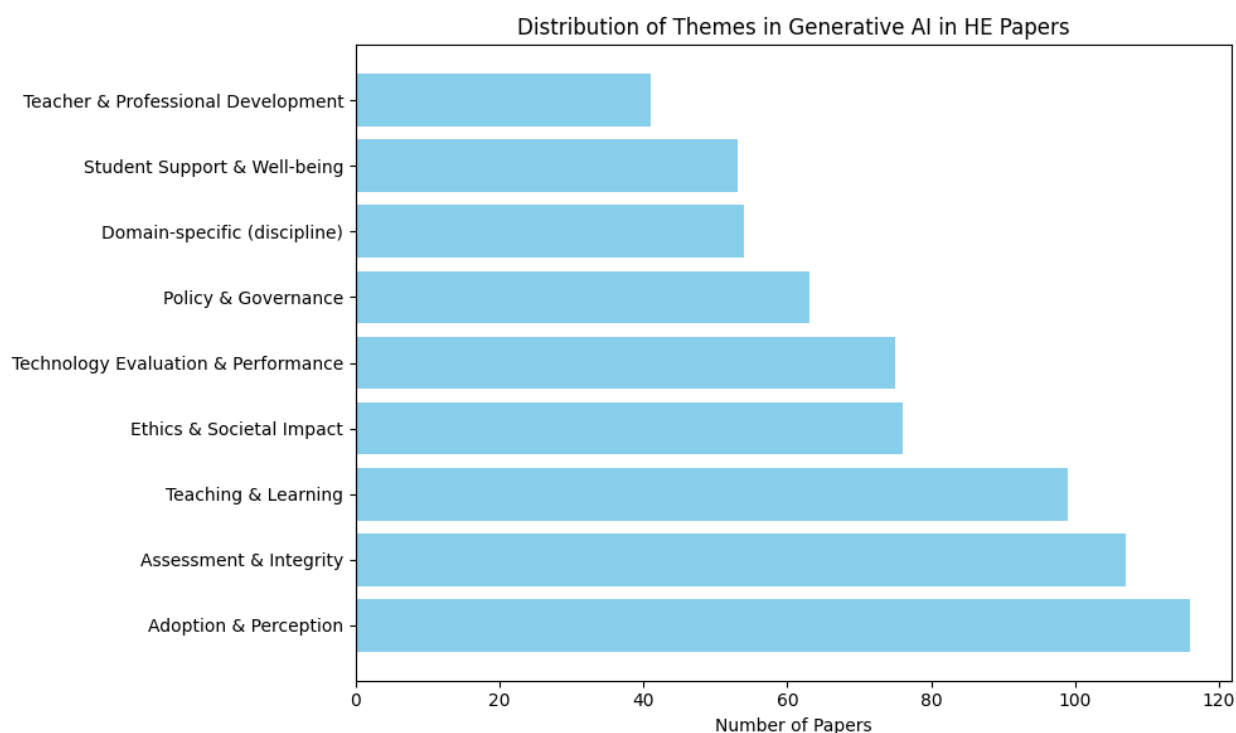 Distribution of Themes in Generative AI in HE Papers
Teacher & Professional Development
Student Support & Well-being
Domain-specific (discipline)
Policy & Governance
Technology Evaluation & Performance
Ethics & Societal Impact
Teaching & Learning
Assessment & Integrity
Adoption & Perception
0 20 40 60 80 100 120
Number of Papers